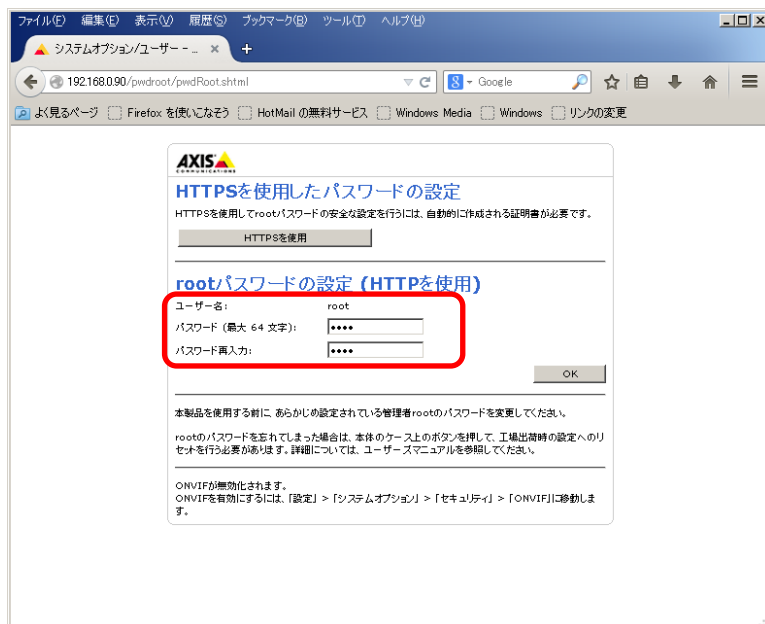 ファイル(F) 編集(E) 表示(V) 履歴(S) ブックマーク(B) ツール(T) ヘルプ(H)
システムオプション/ユーザー - - ...
192.168.0.90/pwdroot/pwdRoot.shtml
Google
よく見るページ Firefox を使いこなそう HotMail の無料サービス Windows Media Windows リンクの変更
AXIS
COMMUNICATIONS
HTTPSを使用したパスワードの設定
HTTPSを使用してrootパスワードの安全な設定を行うには、自動的に作成される証明書が必要です。
HTTPSを使用
rootパスワードの設定 (HTTPを使用)
ユーザー名: root
パスワード (最大 64 文字): ••••
パスワード再入力: ••••
OK
本製品を使用する前に、あらかじめ設定されている管理者rootのパスワードを変更してください。
rootのパスワードを忘れてしまった場合は、本体のケース上のボタンを押して、工場出荷時の設定へのリ
セットを行う必要があります。詳細については、ユーザーズマニュアルを参照してください。
ONVIFが無効化されます。
ONVIFを有効にするには、「設定」 > 「システムオプション」 > 「セキュリティ」 > 「ONVIF」に移動しま
す。